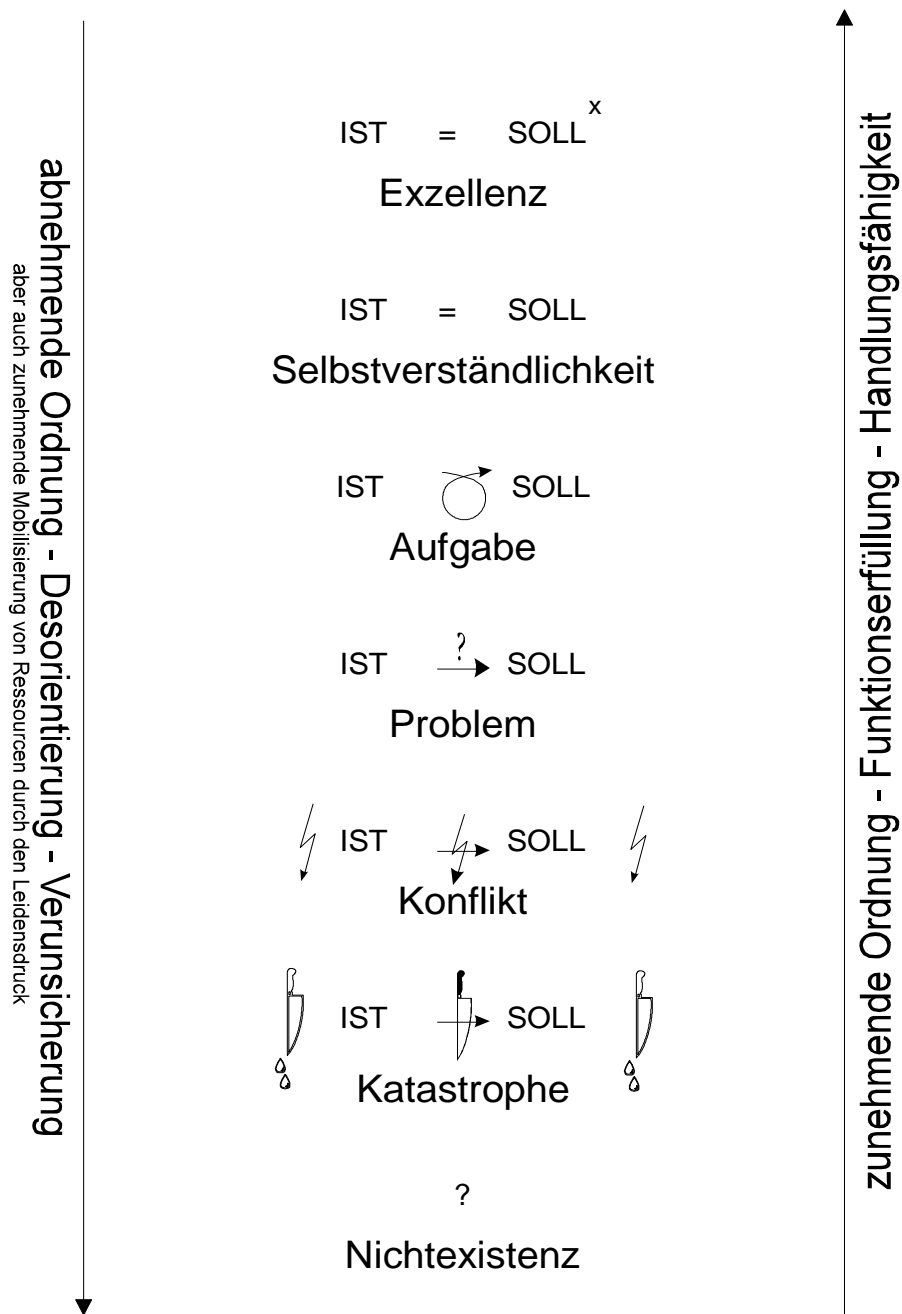 abnehmende Ordnung - Desorientierung - Verunsicherung
aber auch zunehmende Mobilisierung von Ressourcen durch den Leidensdruck
IST = SOLL^x
Exzellenz
IST = SOLL
Selbstverständlichkeit
IST SOLL
Aufgabe
?
IST SOLL
Problem
IST SOLL
Konflikt
IST SOLL
Katastrophe
?
Nichtexistenz
zunehmende Ordnung - Funktionserfüllung - Handlungsfähigkeit